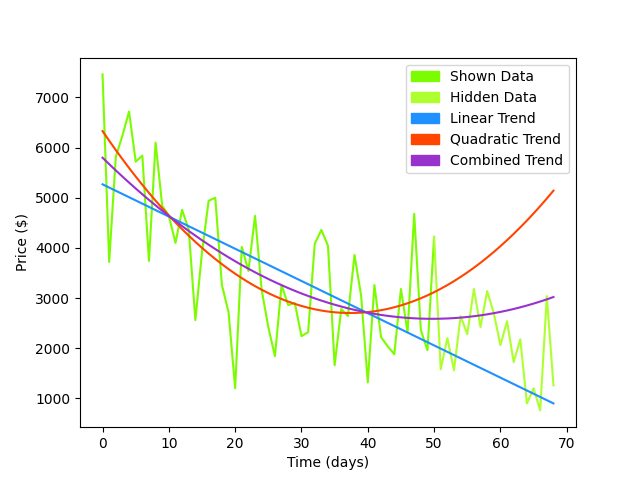 Shown Data
Hidden Data
Linear Trend
Quadratic Trend
Combined Trend
Price ($)
7000
6000
5000
4000
3000
2000
1000
0 10 20 30 40 50 60 70
Time (days)